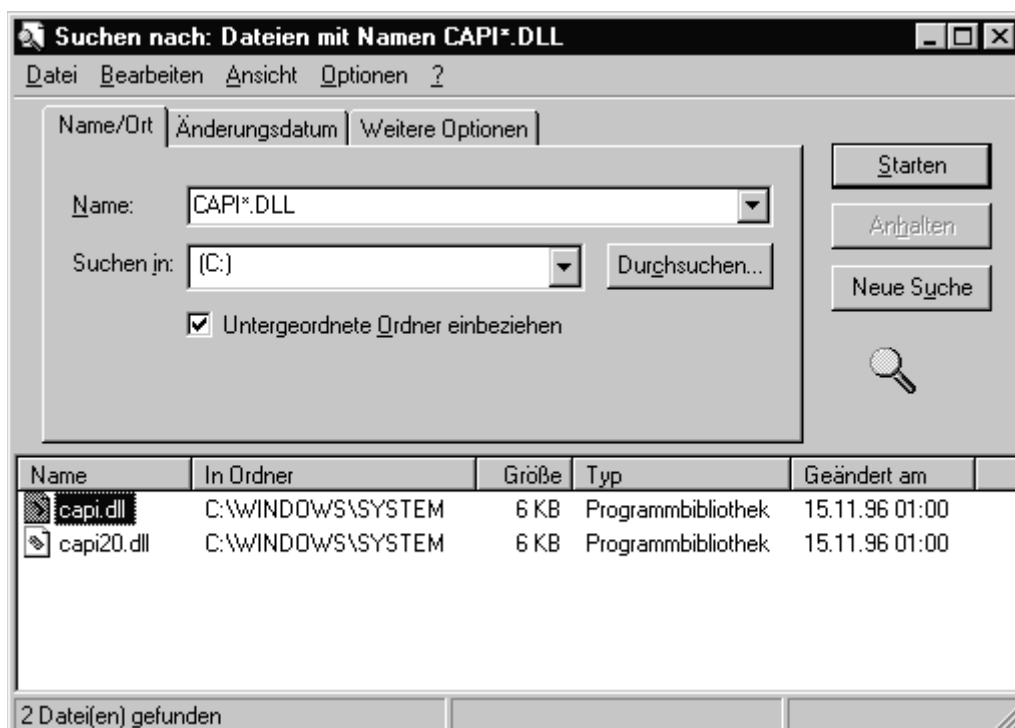 Suchen nach: Dateien mit Namen CAPI*.DLL
Datei Bearbeiten Ansicht Optionen ?
Name/Ort Änderungsdatum Weitere Optionen
Starten
Name: CAPI*.DLL
Anhalten
Suchen in: (C:) Durchsuchen...
Neue Suche
Untergeordnete Ordner einbeziehen
Name In Ordner Größe Typ Geändert am
capi.dll C:\WINDOWS\SYSTEM 6 KB Programmbibliothek 15.11.96 01:00
capi20.dll C:\WINDOWS\SYSTEM 6 KB Programmbibliothek 15.11.96 01:00
2 Datei(en) gefunden